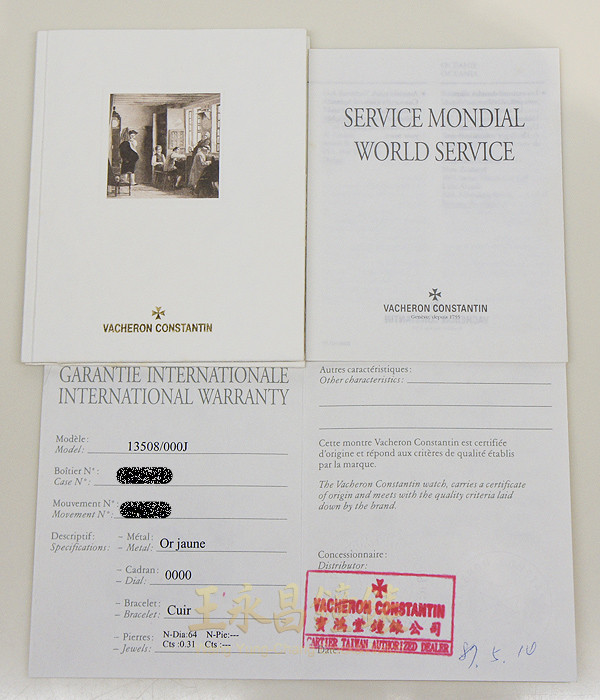 VACHERON CONSTANTIN
SERVICE MONDIAL
WORLD SERVICE
VACHERON CONSTANTIN
Genève, depuis 1755
GARANTIE INTERNATIONALE
INTERNATIONAL WARRANTY
Modèle:
Model: 13508/000J
Boîtier N°:
Case N°:
Mouvement N°:
Movement N°:
Descriptif: – Métal:
Specifications: – Metal: Or jaune
– Cadran:
– Dial: 0000
– Bracelet:
– Bracelet: Cuir
– Pierres: N-Dia:64 N-Pie:---
– Jewels: Cts :0.31 Cts :---
Autres caractéristiques:
Other characteristics:
Cette montre Vacheron Constantin est certifiée
d'origine et répond aux critères de qualité établis
par la marque.
The Vacheron Constantin watch, carries a certificate
of origin and meets with the quality criteria laid
down by the brand.
Concessionnaire:
Distributor:
VACHERON CONSTANTIN
寶鴻堂鐘錶公司
CARTIER TAIWAN AUTHORIZED DEALER
Date:
87.5.10
王永昌